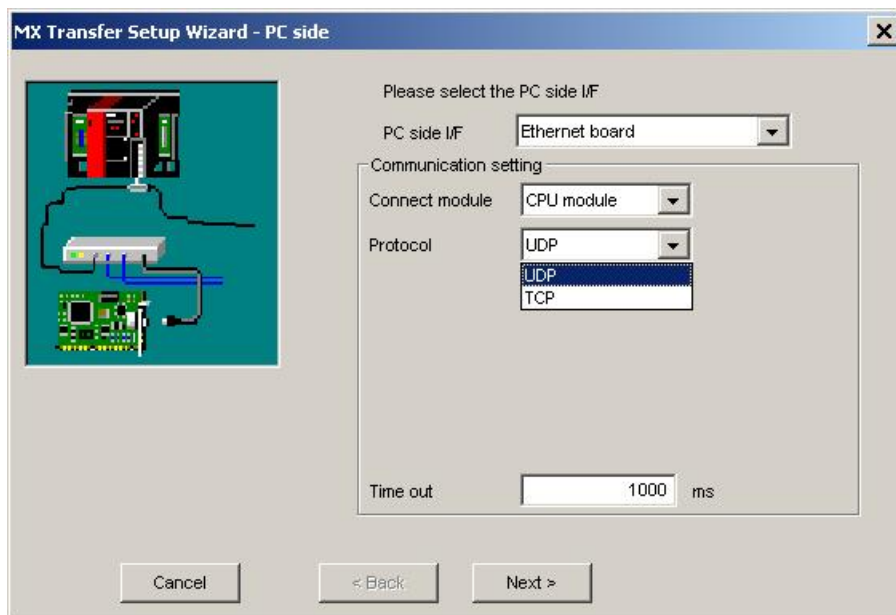 MX Transfer Setup Wizard - PC side
Please select the PC side I/F
PC side I/F Ethernet board
Communication setting
Connect module CPU module
Protocol UDP
UDP
TCP
Time out 1000 ms
Cancel < Back Next >